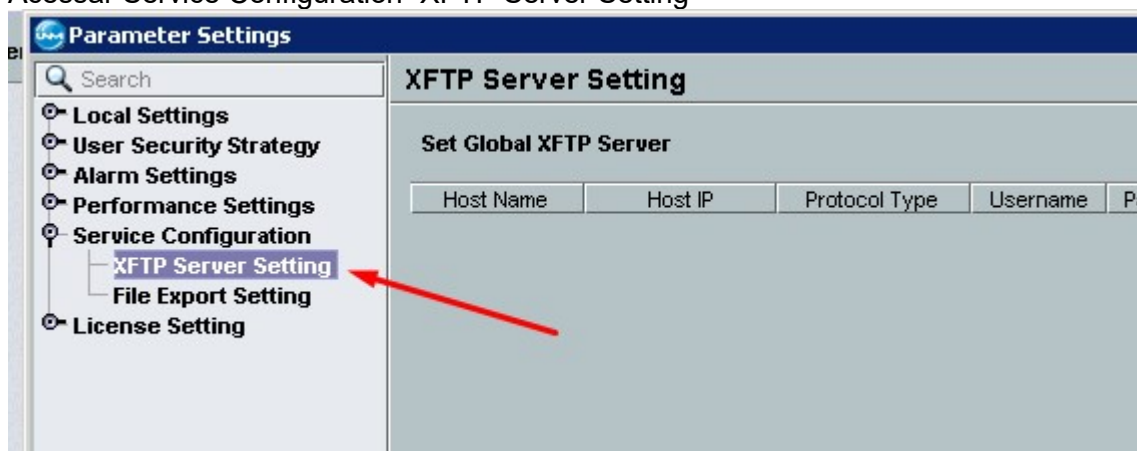 Parameter Settings
Search
Local Settings
User Security Strategy
Alarm Settings
Performance Settings
Service Configuration
XFTP Server Setting
File Export Setting
License Setting
XFTP Server Setting
Set Global XFTP Server
Host Name Host IP Protocol Type Username